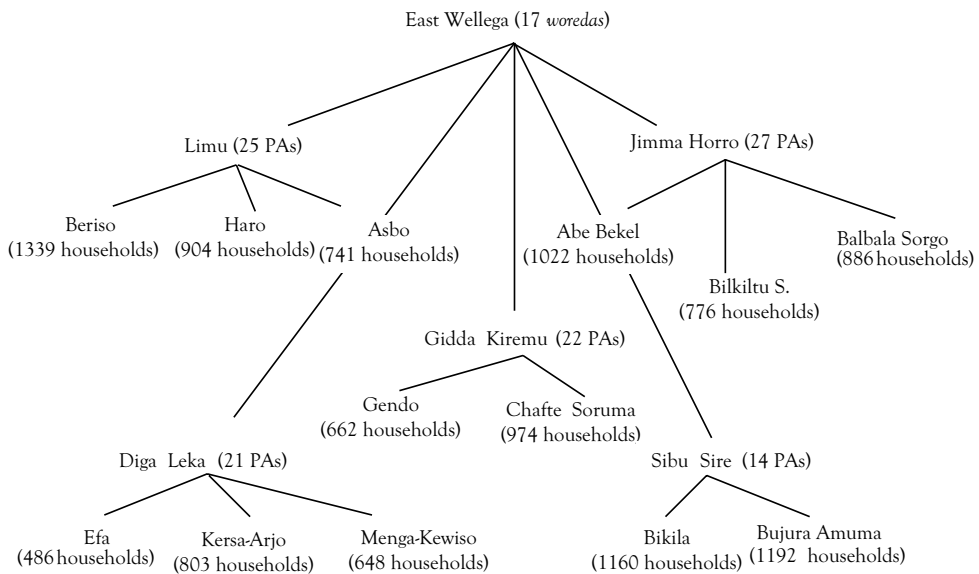 East Wellega (17 woredas)
Limu (25 PAs)
Jimma Horro (27 PAs)
Beriso
(1339 households)
Haro
(904 households)
Asbo
(741 households)
Abe Bekel
(1022 households)
Balbala Sorgo
(886 households)
Bilkiltu S.
(776 households)
Gidda Kiremu (22 PAs)
Gendo
(662 households)
Chafte Soruma
(974 households)
Diga Leka (21 PAs)
Sibu Sire (14 PAs)
Efa
(486 households)
Kersa-Arjo
(803 households)
Menga-Kewiso
(648 households)
Bikila
(1160 households)
Bujura Amuma
(1192 households)